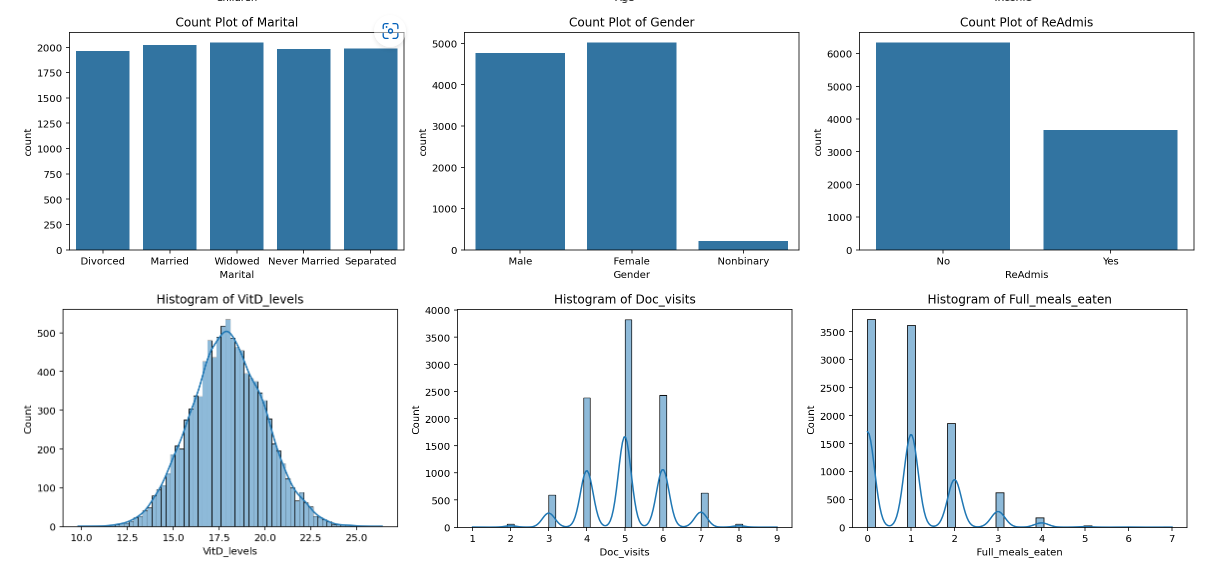 Children Age Income
Count Plot of Marital
2000
1750
1500
1250
1000
750
500
250
0
count
Divorced Married Widowed Never Married Separated
Marital
Count Plot of Gender
5000
4000
3000
2000
1000
0
count
Male Female Nonbinary
Gender
Count Plot of ReAdmis
6000
5000
4000
3000
2000
1000
0
count
No Yes
ReAdmis
Histogram of VitD_levels
500
400
300
200
100
0
Count
10.0 12.5 15.0 17.5 20.0 22.5 25.0
VitD_levels
Histogram of Doc_visits
4000
3500
3000
2500
2000
1500
1000
500
0
Count
1 2 3 4 5 6 7 8 9
Doc_visits
Histogram of Full_meals_eaten
3500
3000
2500
2000
1500
1000
500
0
Count
0 1 2 3 4 5 6 7
Full_meals_eaten